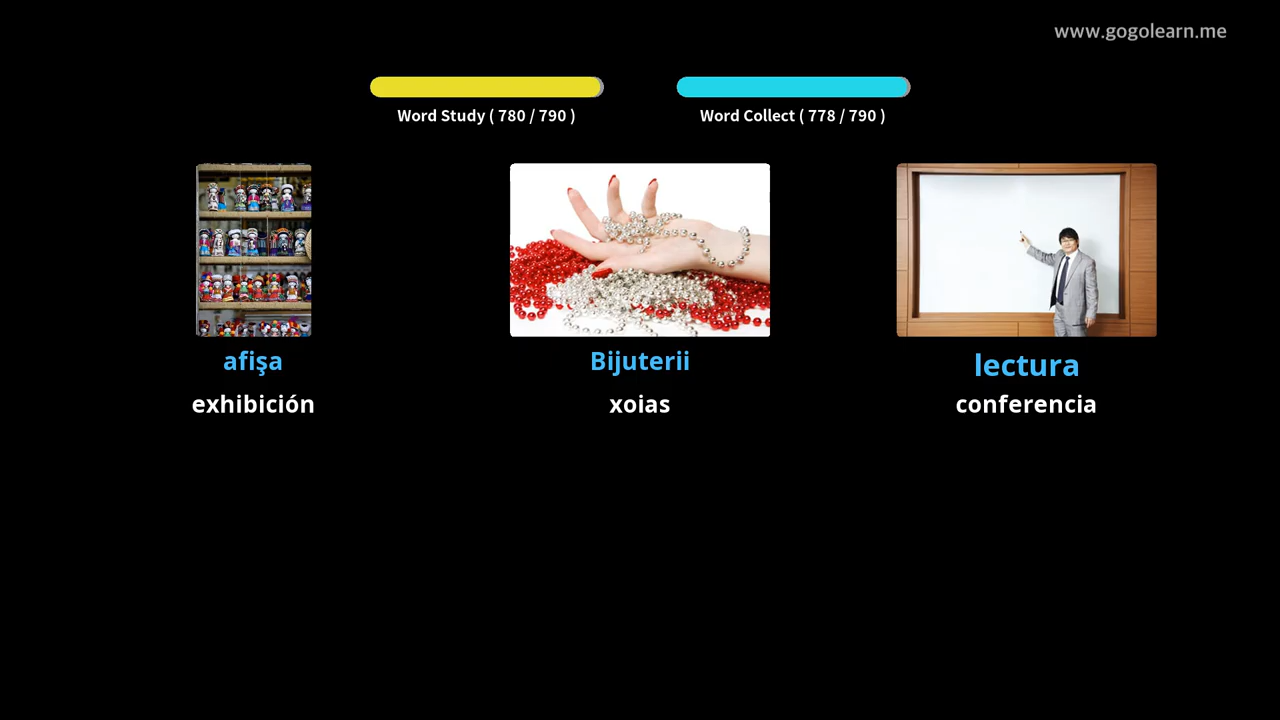 www.gogolearn.me
Word Study ( 780 / 790 )
Word Collect ( 778 / 790 )
afişa
Bijuterii
lectura
exhibición
xoias
conferencia